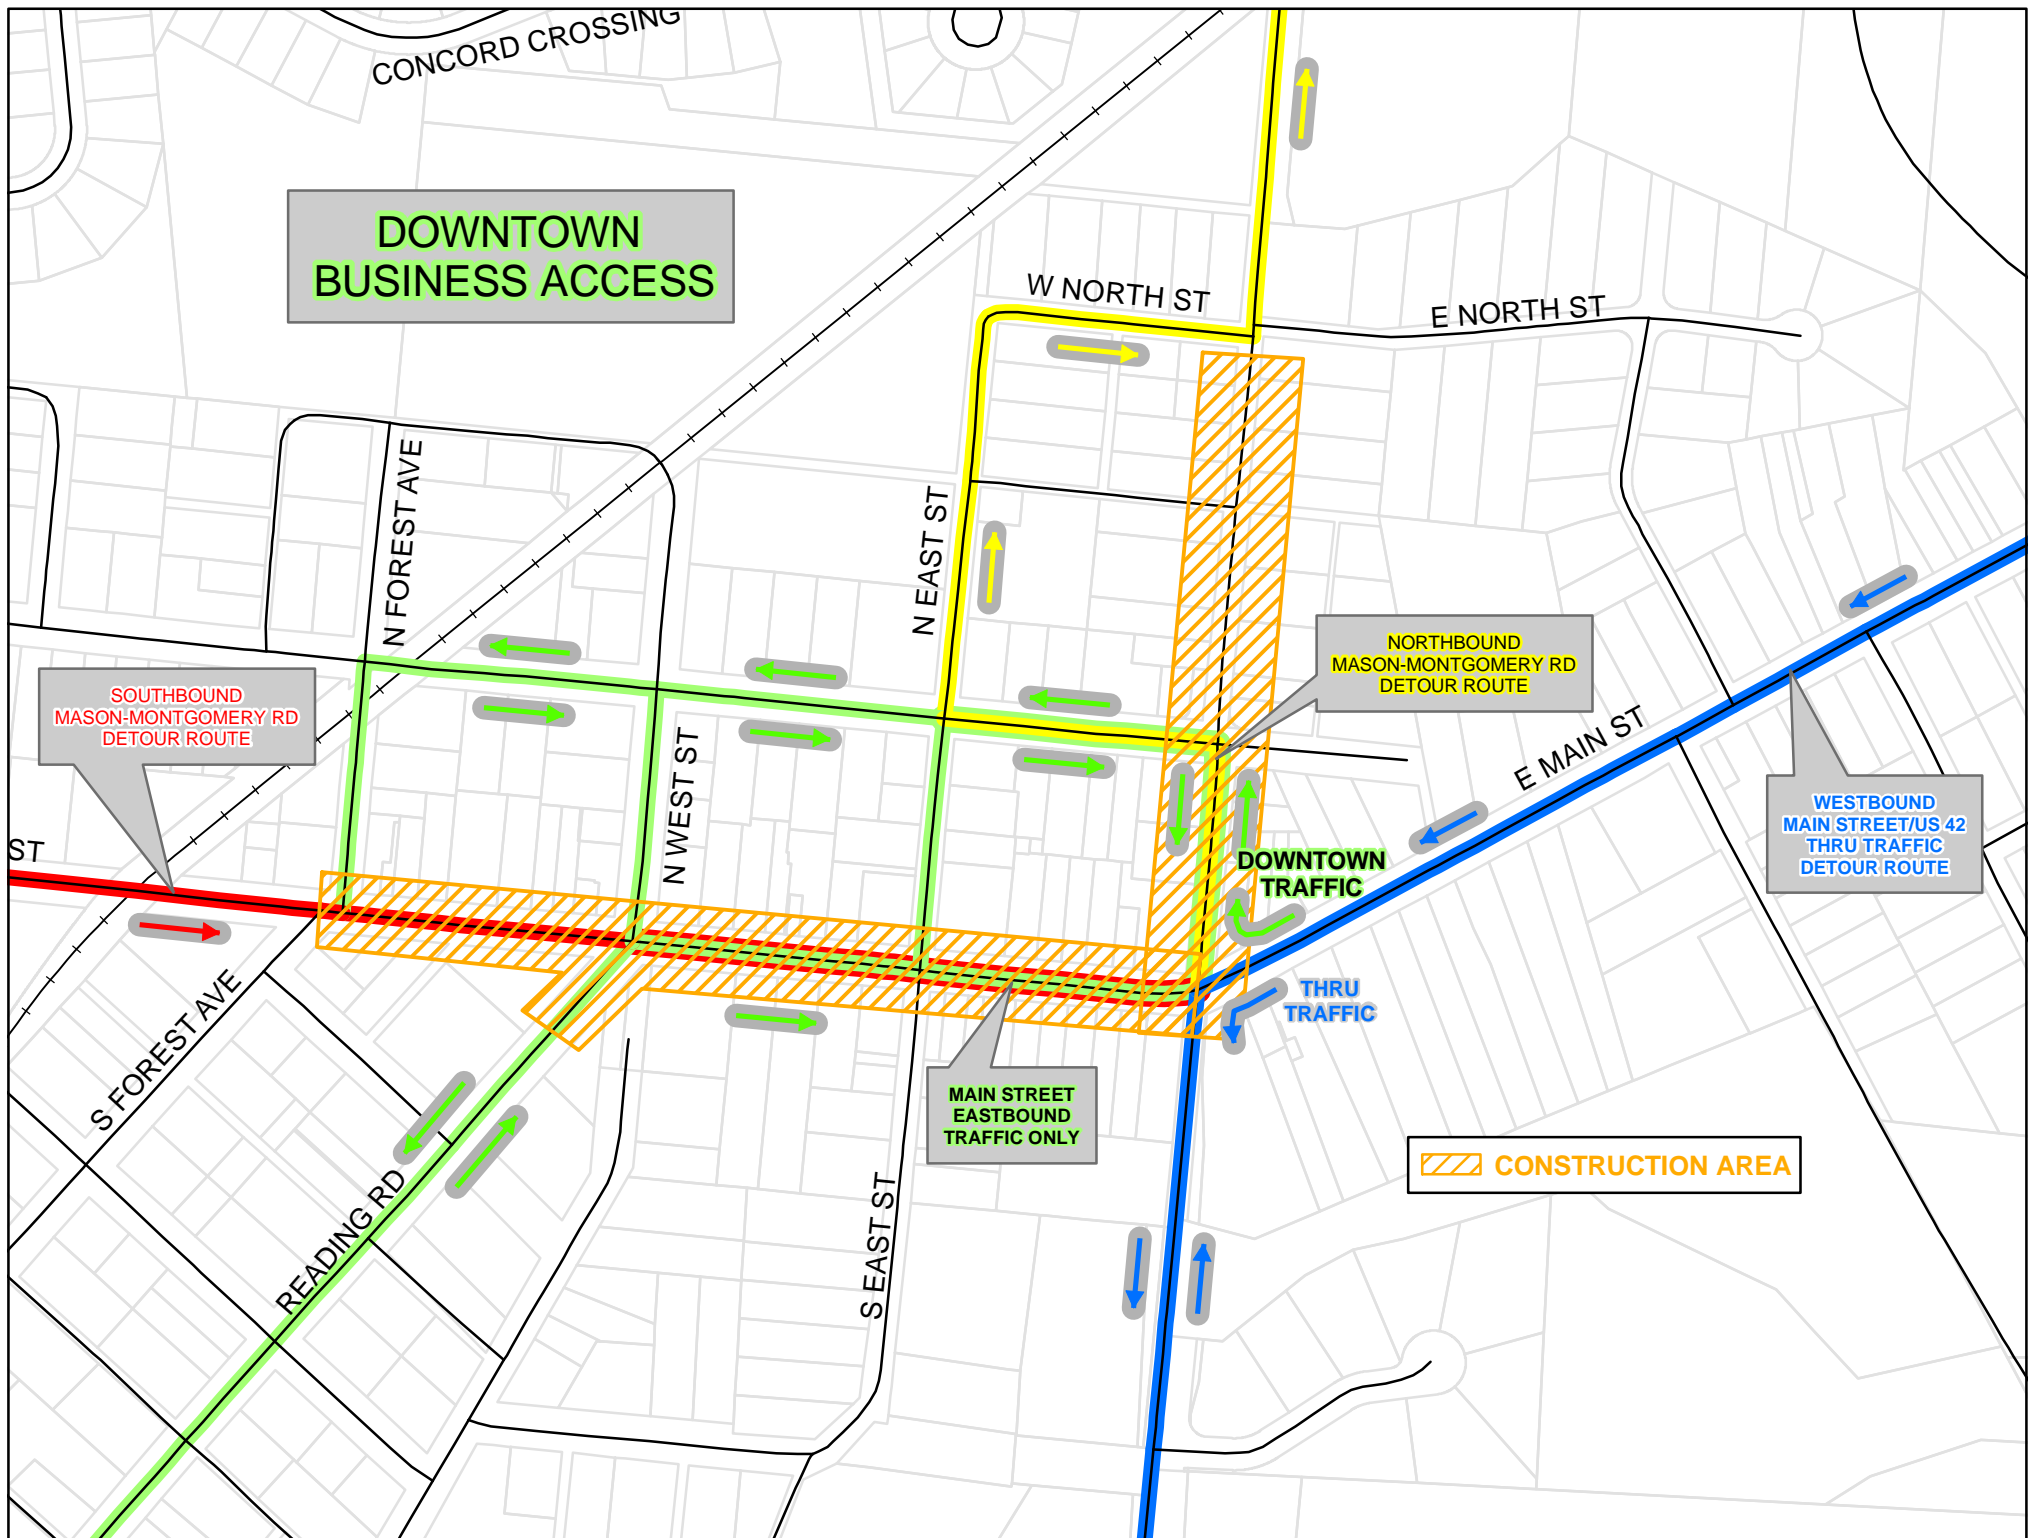 CONCORD CROSSING
DOWNTOWN
BUSINESS ACCESS
W NORTH ST
E NORTH ST
N FOREST AVE
N EAST ST
NORTHBOUND
MASON-MONTGOMERY RD
DETOUR ROUTE
SOUTHBOUND
MASON-MONTGOMERY RD
DETOUR ROUTE
E MAIN ST
N WEST ST
WESTBOUND
MAIN STREET/US 42
THRU TRAFFIC
DETOUR ROUTE
ST
DOWNTOWN
TRAFFIC
THRU
TRAFFIC
S FOREST AVE
MAIN STREET
EASTBOUND
TRAFFIC ONLY
CONSTRUCTION AREA
READING RD
S EAST ST